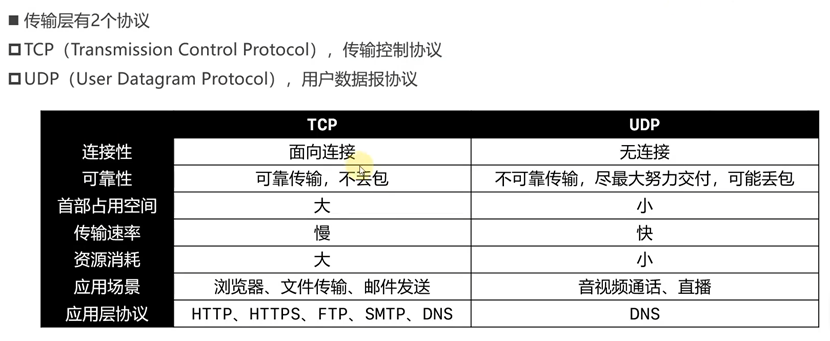 传输层有2个协议
TCP（Transmission Control Protocol），传输控制协议
UDP（User Datagram Protocol），用户数据报协议
TCP UDP
连接性 面向连接 无连接
可靠性 可靠传输，不丢包 不可靠传输，尽最大努力交付，可能丢包
首部占用空间 大 小
传输速率 慢 快
资源消耗 大 小
应用场景 浏览器、文件传输、邮件发送 音视频通话、直播
应用层协议 HTTP、HTTPS、FTP、SMTP、DNS DNS